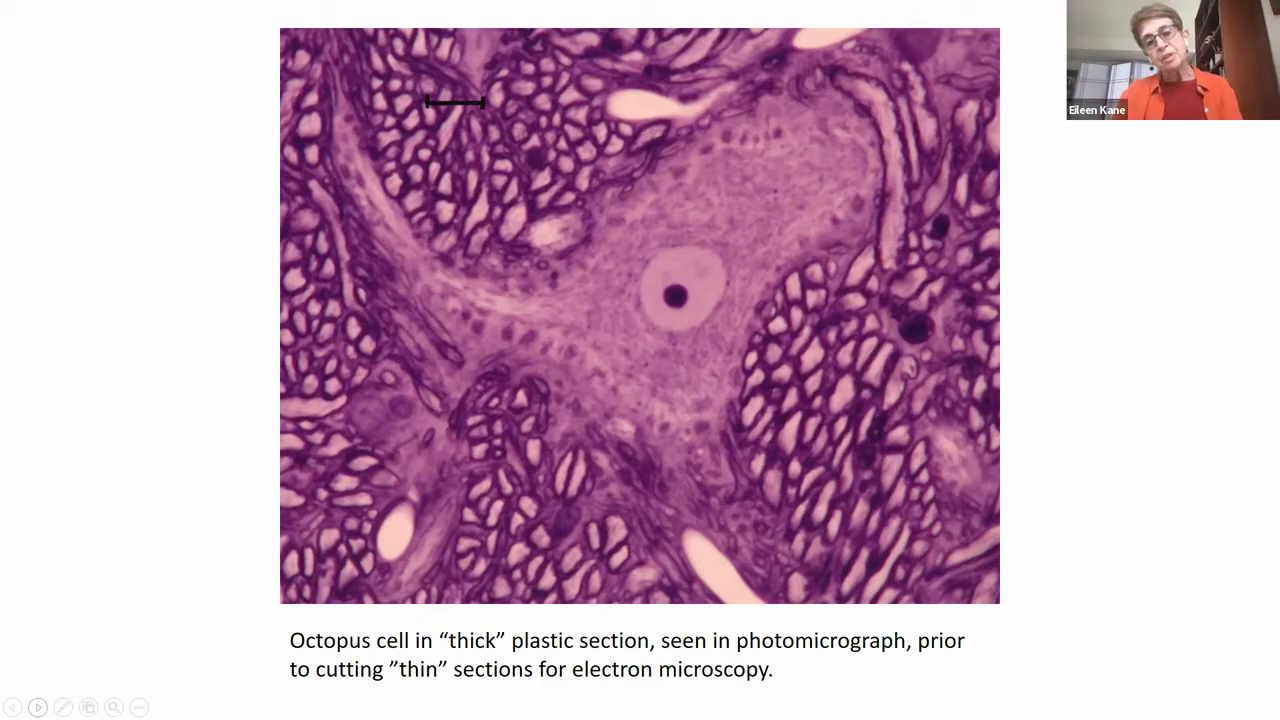 Eileen Kane
Octopus cell in “thick” plastic section, seen in photomicrograph, prior
to cutting ”thin” sections for electron microscopy.